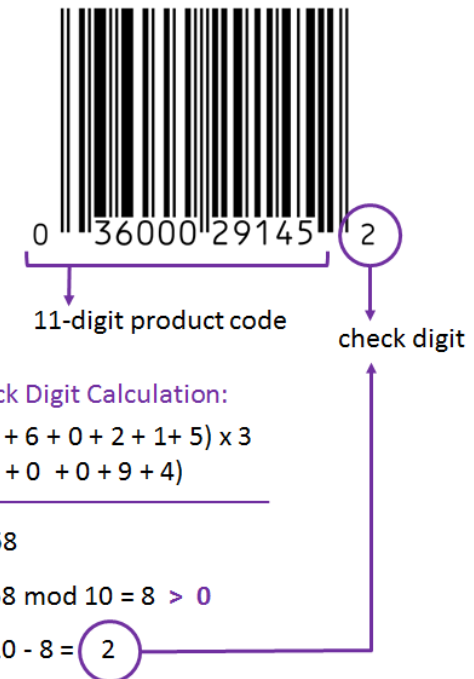 0 36000 29145 2
11-digit product code
check digit
ck Digit Calculation:
+ 6 + 0 + 2 + 1+ 5) x 3
+ 0 + 0 + 9 + 4)
8
8 mod 10 = 8 > 0
0 - 8 = 2